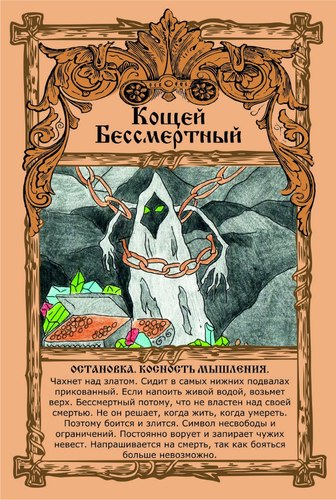 Кощей
Бессмертный
ОСТАНОВКА. КОСНОСТЬ МЫШЛЕНИЯ.
Чахнет над златом. Сидит в самых нижних подвалах
прикованный. Если напоить живой водой, возьмет
верх. Бессмертный потому, что не властен над своей
смертью. Не он решает, когда жить, когда умереть.
Поэтому боится и злится. Символ несвободы и
ограничений. Постоянно ворует и запирает чужих
невест. Напрашивается на смерть, так как бояться
больше невозможно.